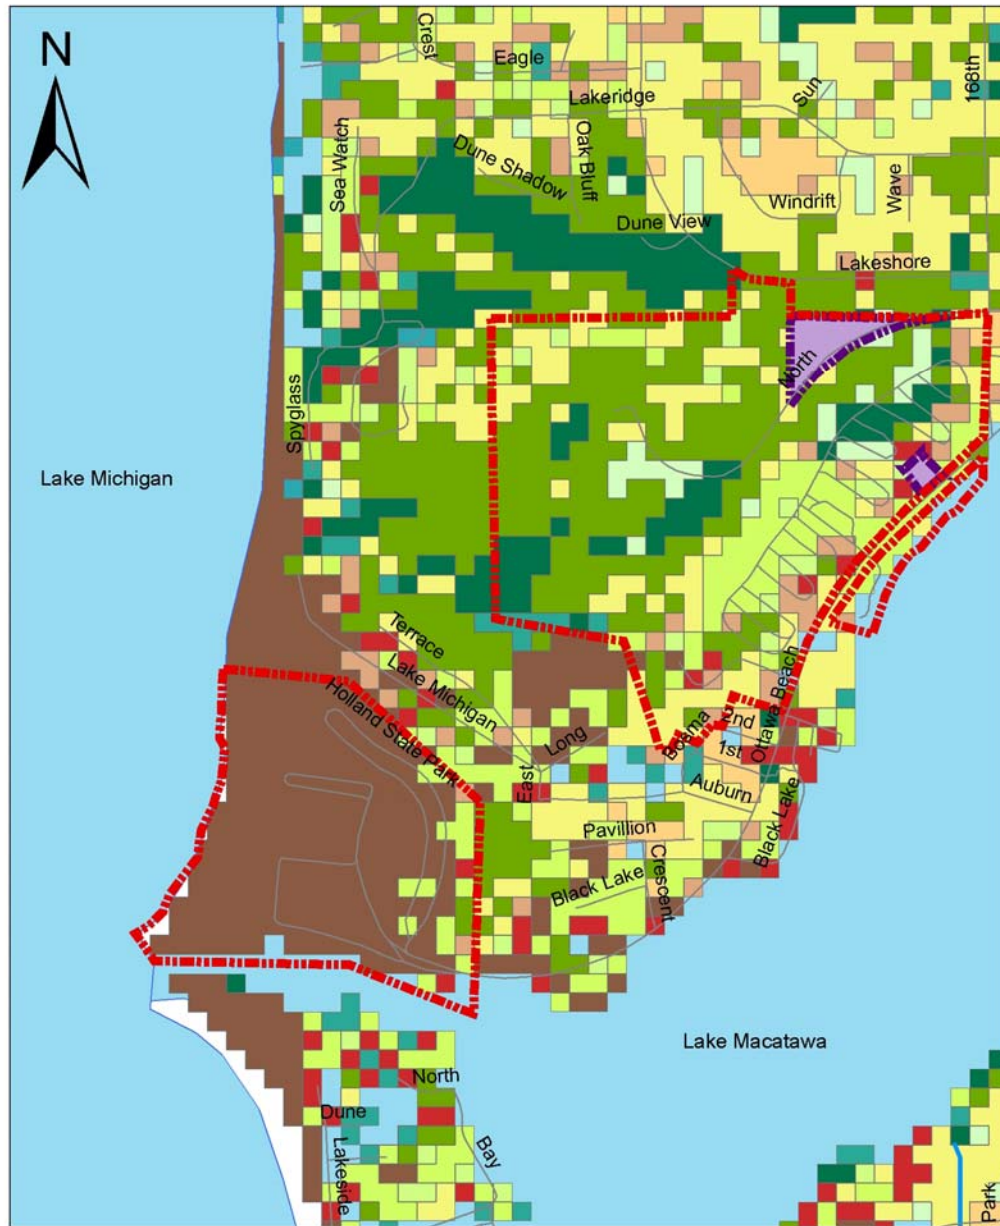 N
Crest
Eagle
168th
Sun
Lakeridge
Sea Watch
Oak Bluff
Dune Shadow
Wave
Windrift
Dune View
Lakeshore
North
Spyglass
Lake Michigan
Terrace
Lake Michigan
Holland State Park
Ottawa Beach
2nd
Bosma
1st
Long
East
Auburn
Black Lake
Pavillion
Crescent
Black Lake
Lake Macatawa
North
Dune
Bay
Lakeside
Park